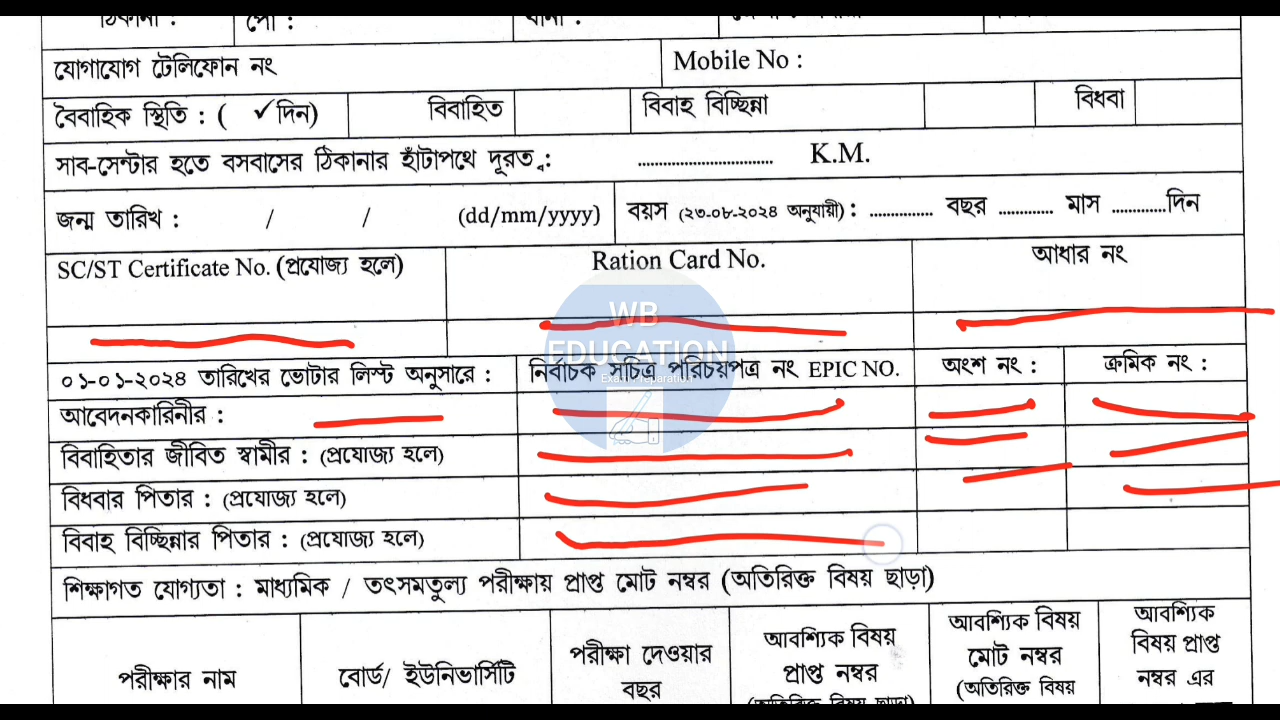 ঠিকানা : পো : থানা :
যোগাযোগ টেলিফোন নং Mobile No :
বৈবাহিক স্থিতি : ( ✓দিন) বিবাহিত বিবাহ বিচ্ছিন্না বিধবা
সাব-সেন্টার হতে বসবাসের ঠিকানার হাঁটাপথে দূরত্ব : .............................. K.M.
জন্ম তারিখ : / / (dd/mm/yyyy) বয়স (২৩-০৮-২০২৪ অনুযায়ী) : .............. বছর ............ মাস ............দিন
SC/ST Certificate No. (প্রযোজ্য হলে) Ration Card No. আধার নং
WB
EDUCATION
Exam Preparation
০১-০১-২০২৪ তারিখের ভোটার লিস্ট অনুসারে : নির্বাচক সচিত্র পরিচয়পত্র নং EPIC NO. অংশ নং : ক্রমিক নং :
আবেদনকারিনীর :
বিবাহিতার জীবিত স্বামীর : (প্রযোজ্য হলে)
বিধবার পিতার : (প্রযোজ্য হলে)
বিবাহ বিচ্ছিন্নার পিতার : (প্রযোজ্য হলে)
শিক্ষাগত যোগ্যতা : মাধ্যমিক / তৎসমতুল্য পরীক্ষায় প্রাপ্ত মোট নম্বর (অতিরিক্ত বিষয় ছাড়া)
পরীক্ষার নাম
বোর্ড/ ইউনিভার্সিটি
পরীক্ষা দেওয়ার
বছর
আবশ্যিক বিষয়
প্রাপ্ত নম্বর
(অতিরিক্ত বিষয় ছাড়া)
আবশ্যিক বিষয়
মোট নম্বর
(অতিরিক্ত বিষয়
আবশ্যিক
বিষয় প্রাপ্ত
নম্বর এর